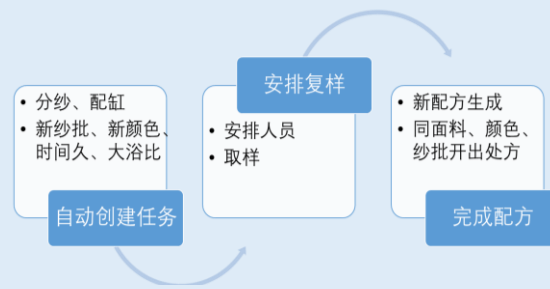 • 分纱、配缸
• 新纱批、新颜色、
时间久、大浴比
自动创建任务
安排复样
• 安排人员
• 取样
• 新配方生成
• 同面料、颜色、
纱批开出处方
完成配方